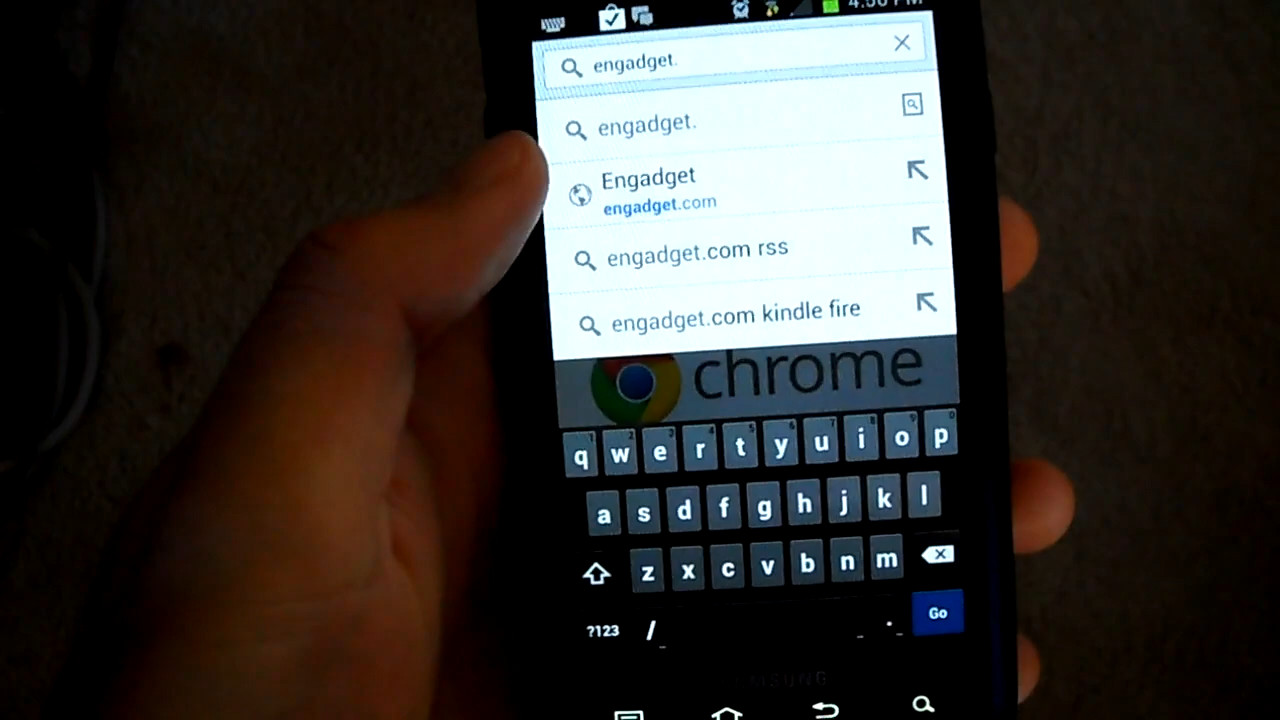 engadget.
engadget.
Engadget
engadget.com
engadget.com rss
engadget.com kindle fire
chrome
q w e r t y u i o p
a s d f g h j k l
z x c v b n m
?123 / . Go